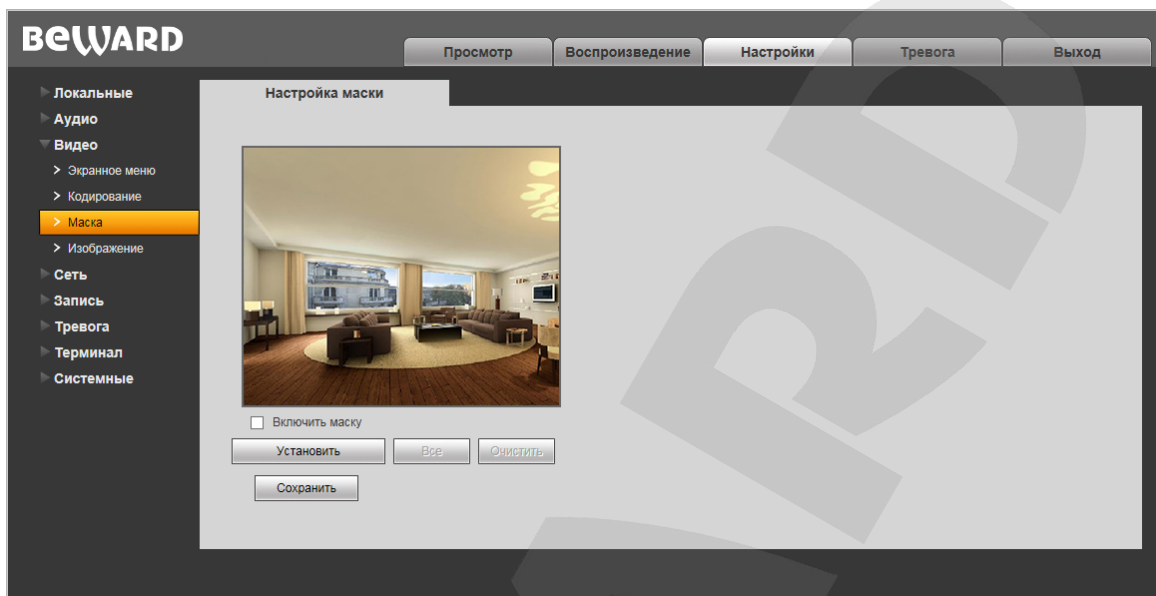 BEWARD
Просмотр
Воспроизведение
Настройки
Тревога
Выход
Локальные
Аудио
Видео
> Экранное меню
> Кодирование
> Маска
> Изображение
Сеть
Запись
Тревога
Терминал
Системные
Настройка маски
Включить маску
Установить
Все
Очистить
Сохранить